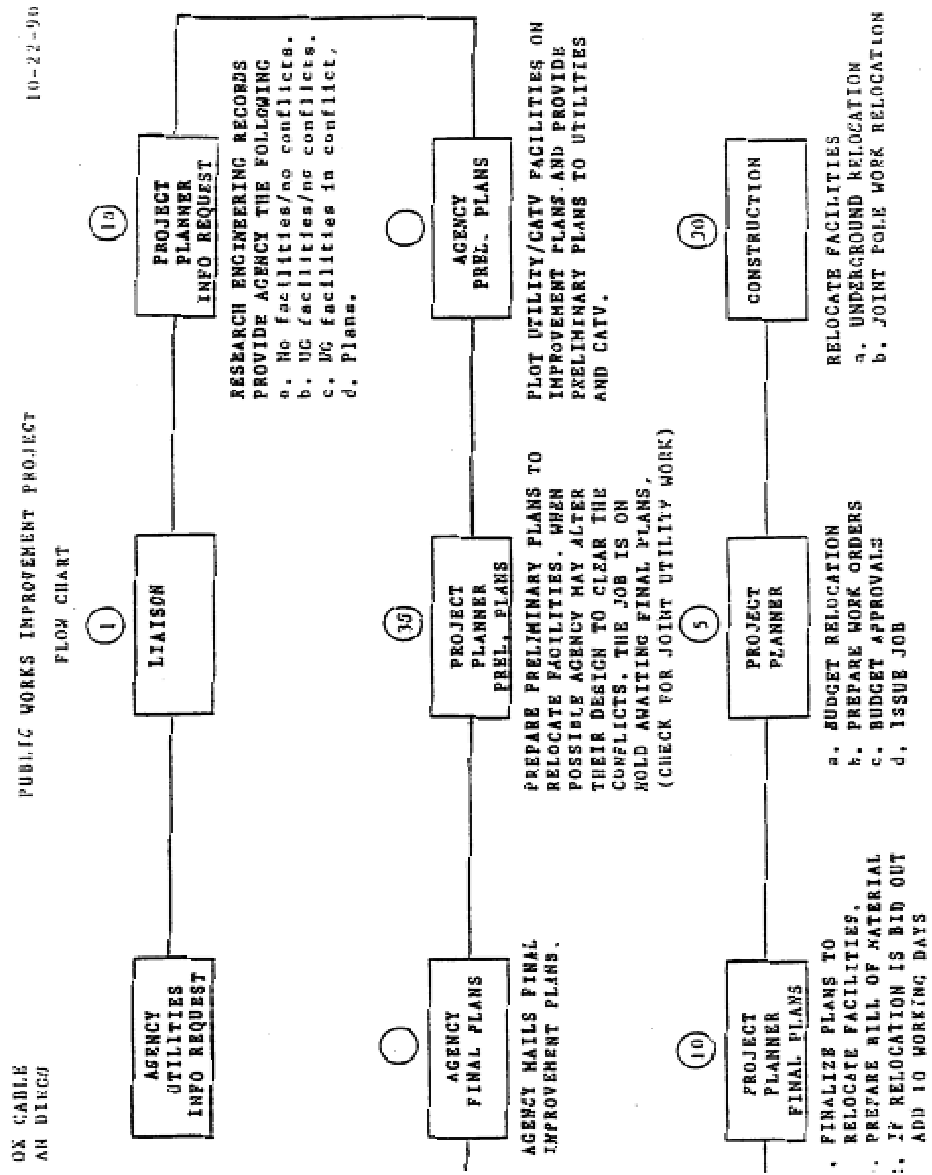 OX CABLE
AN DIEGO
PUBLIC WORKS IMPROVEMENT PROJECT
FLOW CHART
10-22-90
AGENCY
UTILITIES
INFO REQUEST
1
LIAISON
10
PROJECT
PLANNER
INFO REQUEST
RESEARCH ENGINEERING RECORDS
PROVIDE AGENCY THE FOLLOWING
a. No facilities/no conflicts.
b. UG facilities/no conflicts.
c. UG facilities in conflict.
d. Plans.
AGENCY
FINAL PLANS
AGENCY MAILS FINAL
IMPROVEMENT PLANS.
30
PROJECT
PLANNER
PREL. PLANS
PREPARE PRELIMINARY PLANS TO
RELOCATE FACILITIES. WHEN
POSSIBLE AGENCY MAY ALTER
THEIR DESIGN TO CLEAR THE
CONFLICTS. THE JOB IS ON
HOLD AWAITING FINAL PLANS,
(CHECK FOR JOINT UTILITY WORK)
AGENCY
PREL. PLANS
PLOT UTILITY/CATV FACILITIES ON
IMPROVEMENT PLANS AND PROVIDE
PRELIMINARY PLANS TO UTILITIES
AND CATV.
10
PROJECT
PLANNER
FINAL PLANS
. FINALIZE PLANS TO
RELOCATE FACILITIES.
. PREPARE BILL OF MATERIAL
. IF RELOCATION IS BID OUT
ADD 10 WORKING DAYS
5
PROJECT
PLANNER
a. BUDGET RELOCATION
b. PREPARE WORK ORDERS
c. BUDGET APPROVALS
d. ISSUE JOB
30
CONSTRUCTION
RELOCATE FACILITIES
a. UNDERGROUND RELOCATION
b. JOINT POLE WORK RELOCATION